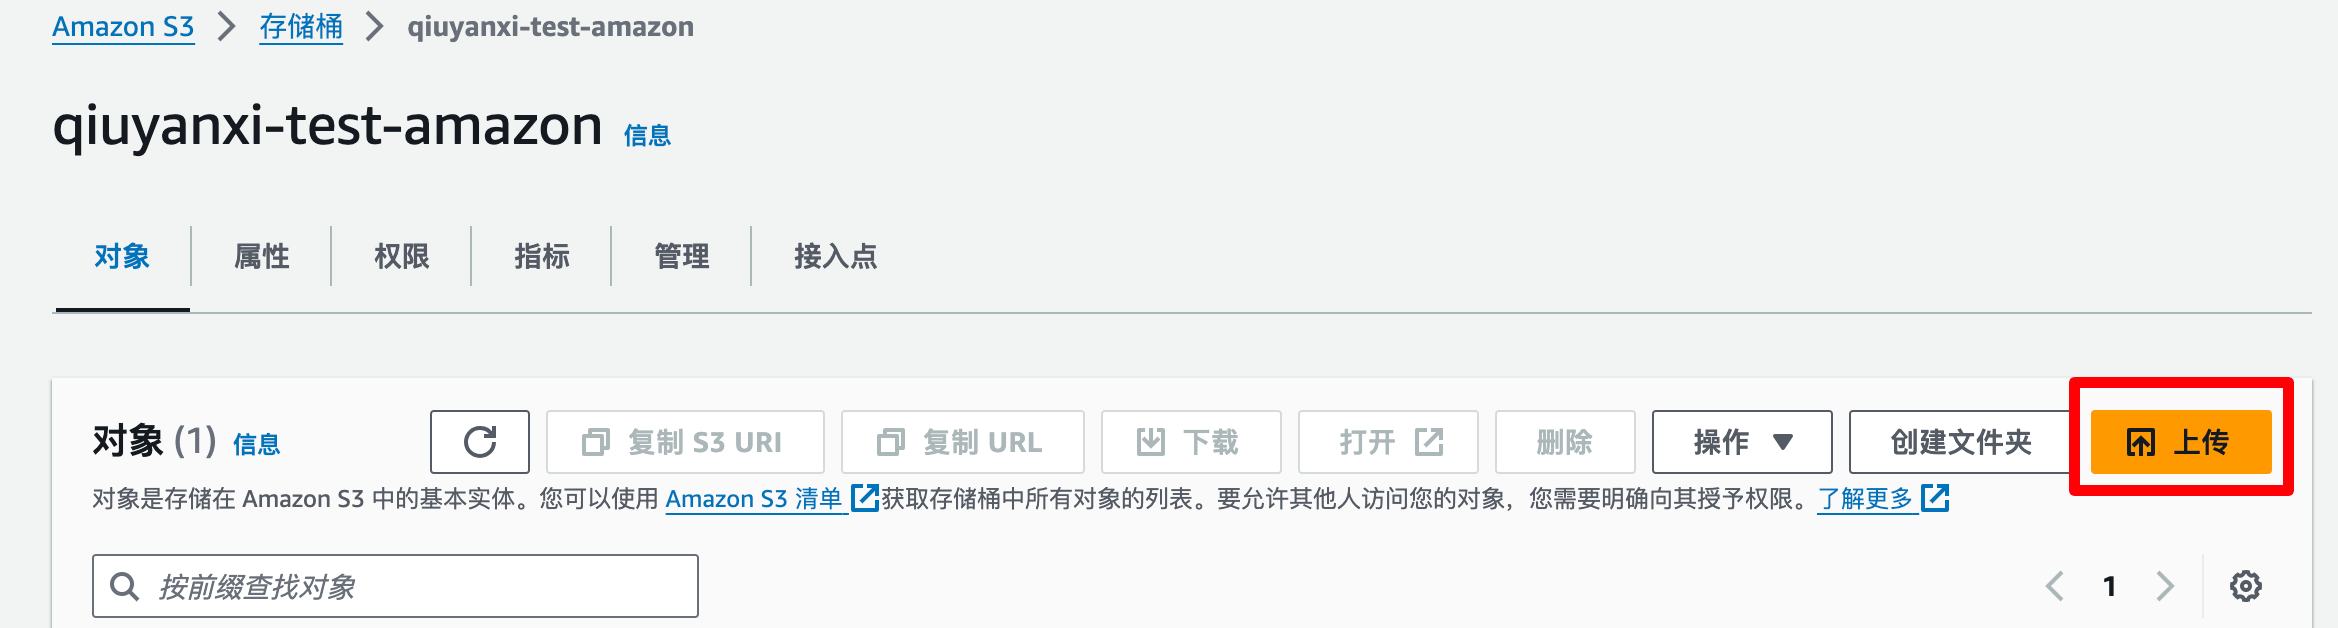 Amazon S3 > 存储桶 > qiuyanxi-test-amazon
qiuyanxi-test-amazon 信息
对象 属性 权限 指标 管理 接入点
对象 (1) 信息 复制 S3 URI 复制 URL 下载 打开 删除 操作 ▼ 创建文件夹 上传
对象是存储在 Amazon S3 中的基本实体。您可以使用 Amazon S3 清单 获取存储桶中所有对象的列表。要允许其他人访问您的对象，您需要明确向其授予权限。了解更多
按前缀查找对象 < 1 >